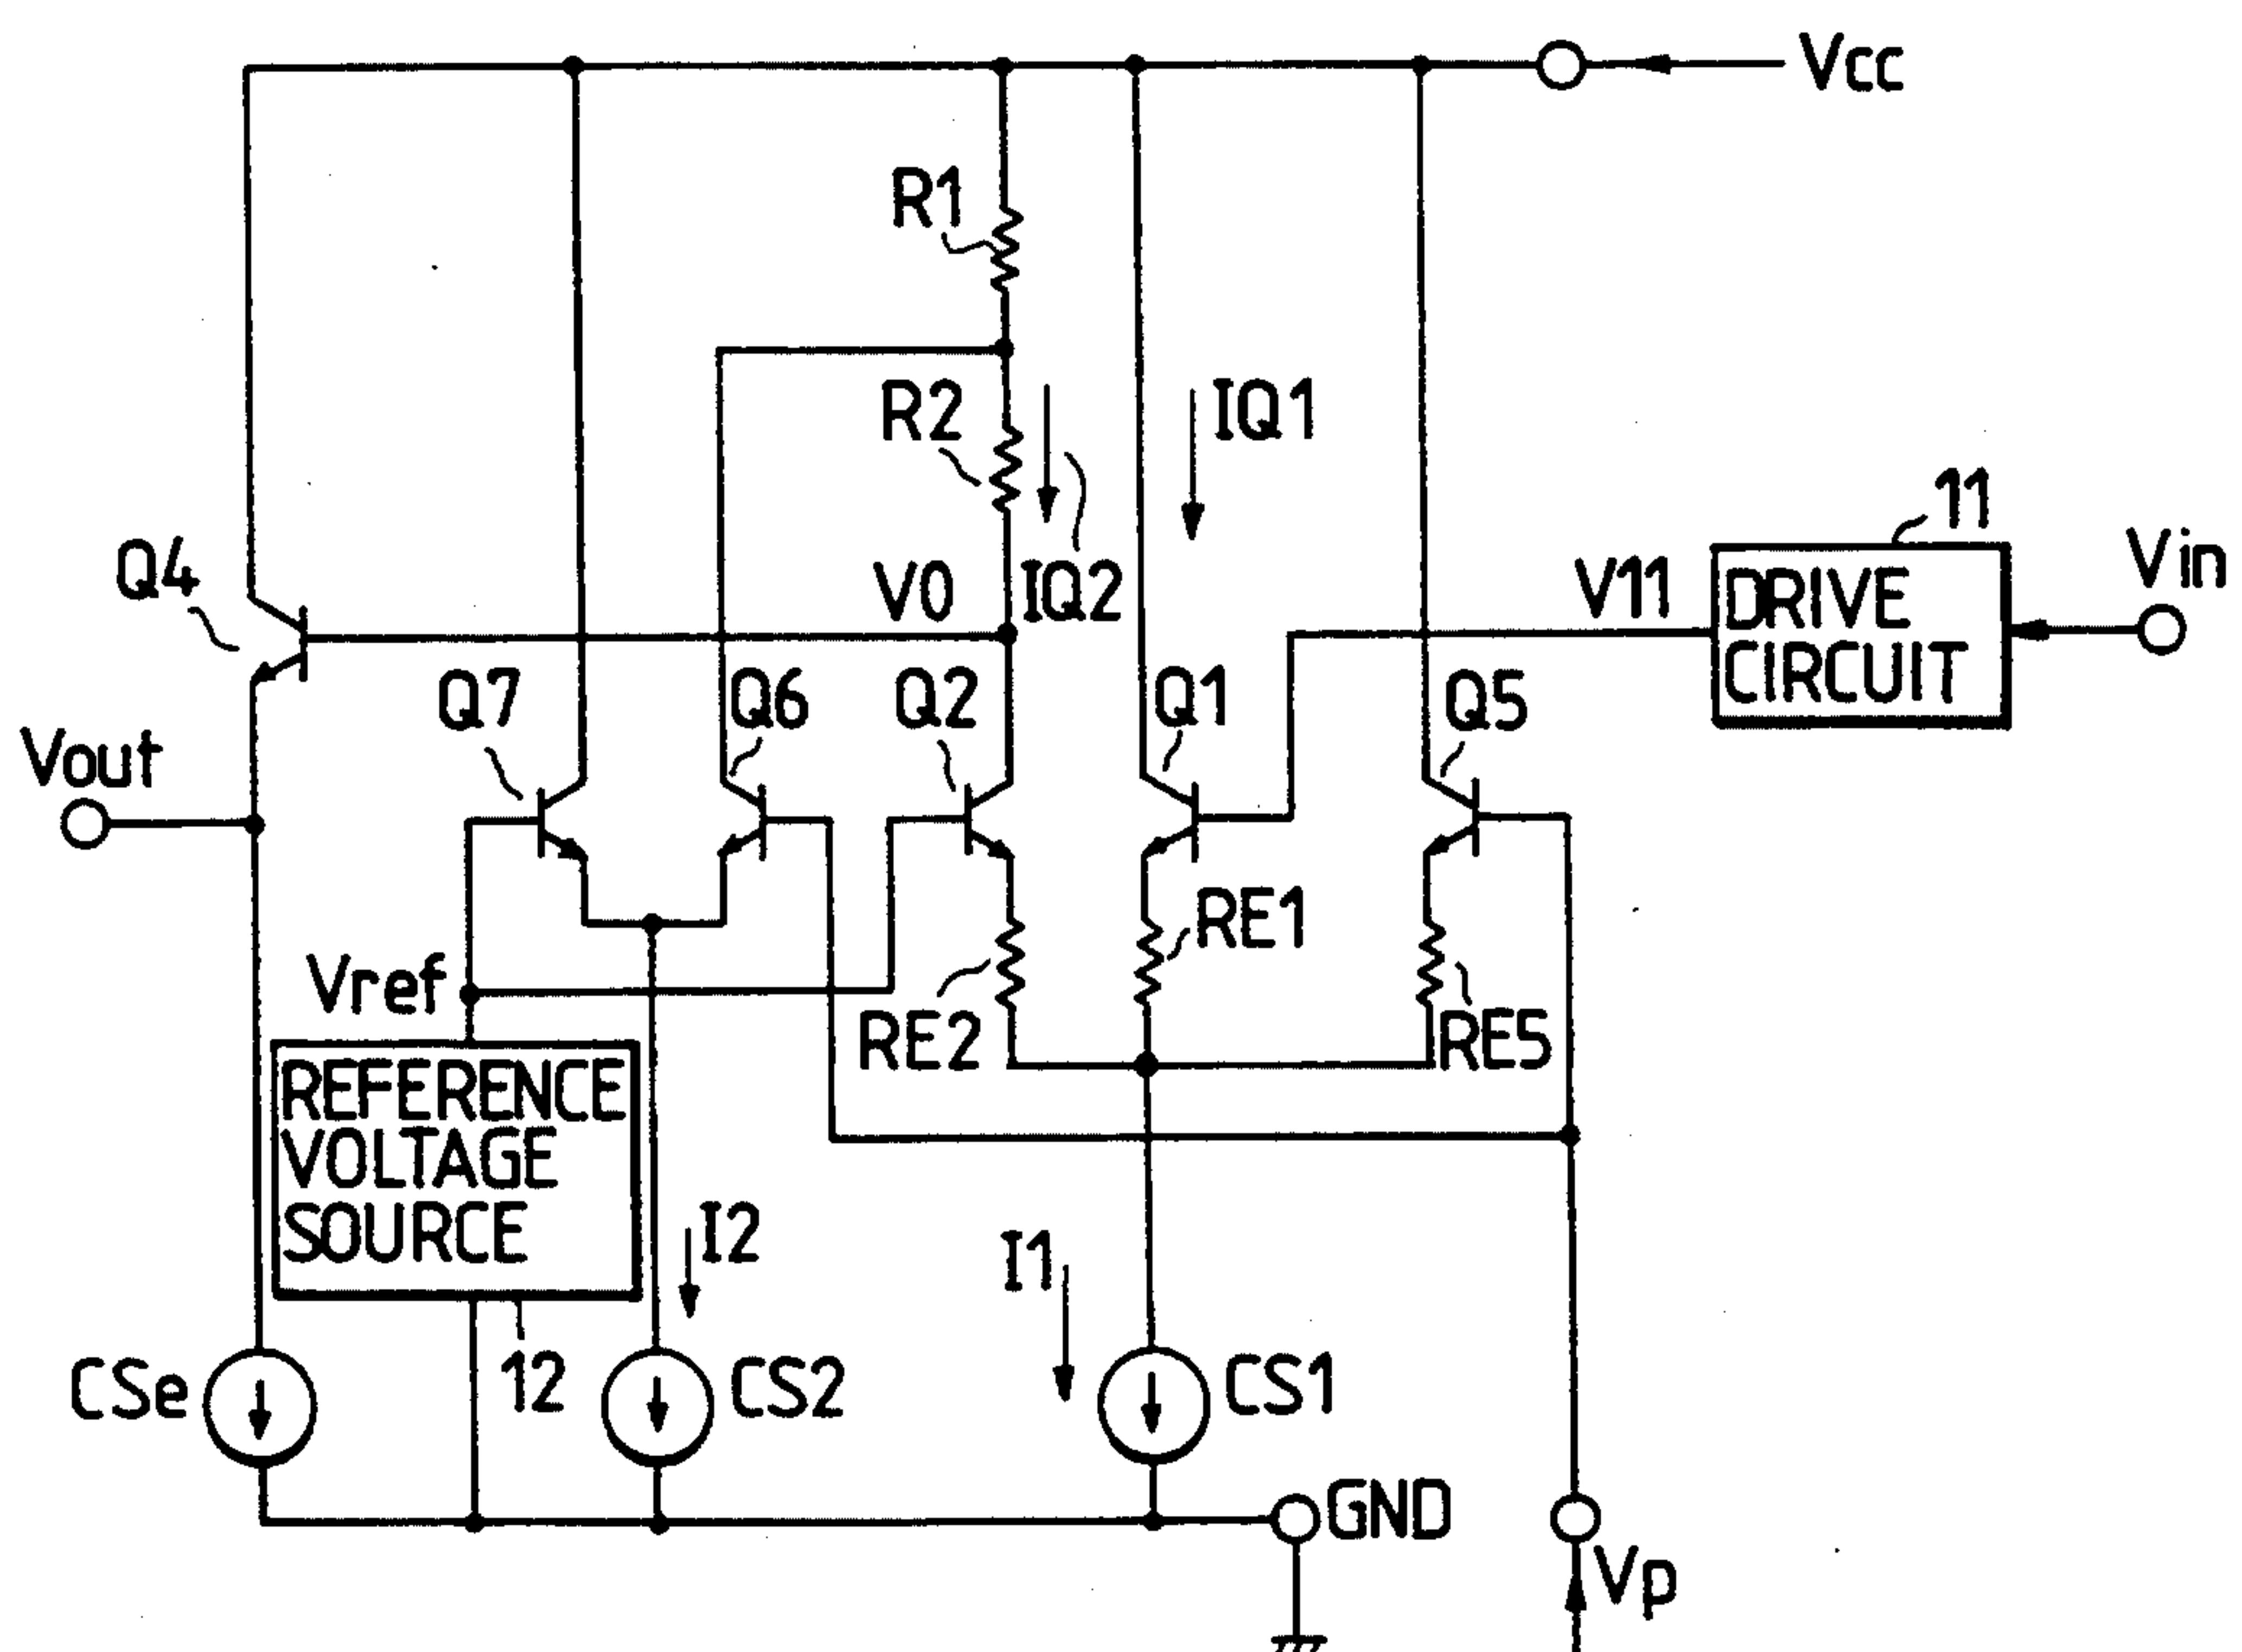 Vcc
R1
R2
IQ1
11
Q4
V0
IQ2
V11
DRIVE
CIRCUIT
Vin
Q7
Q6
Q2
Q1
Q5
Vout
RE1
Vref
RE2
RE5
REFERENCE
VOLTAGE
SOURCE
I2
I1
CSe
12
CS2
CS1
GND
Vp